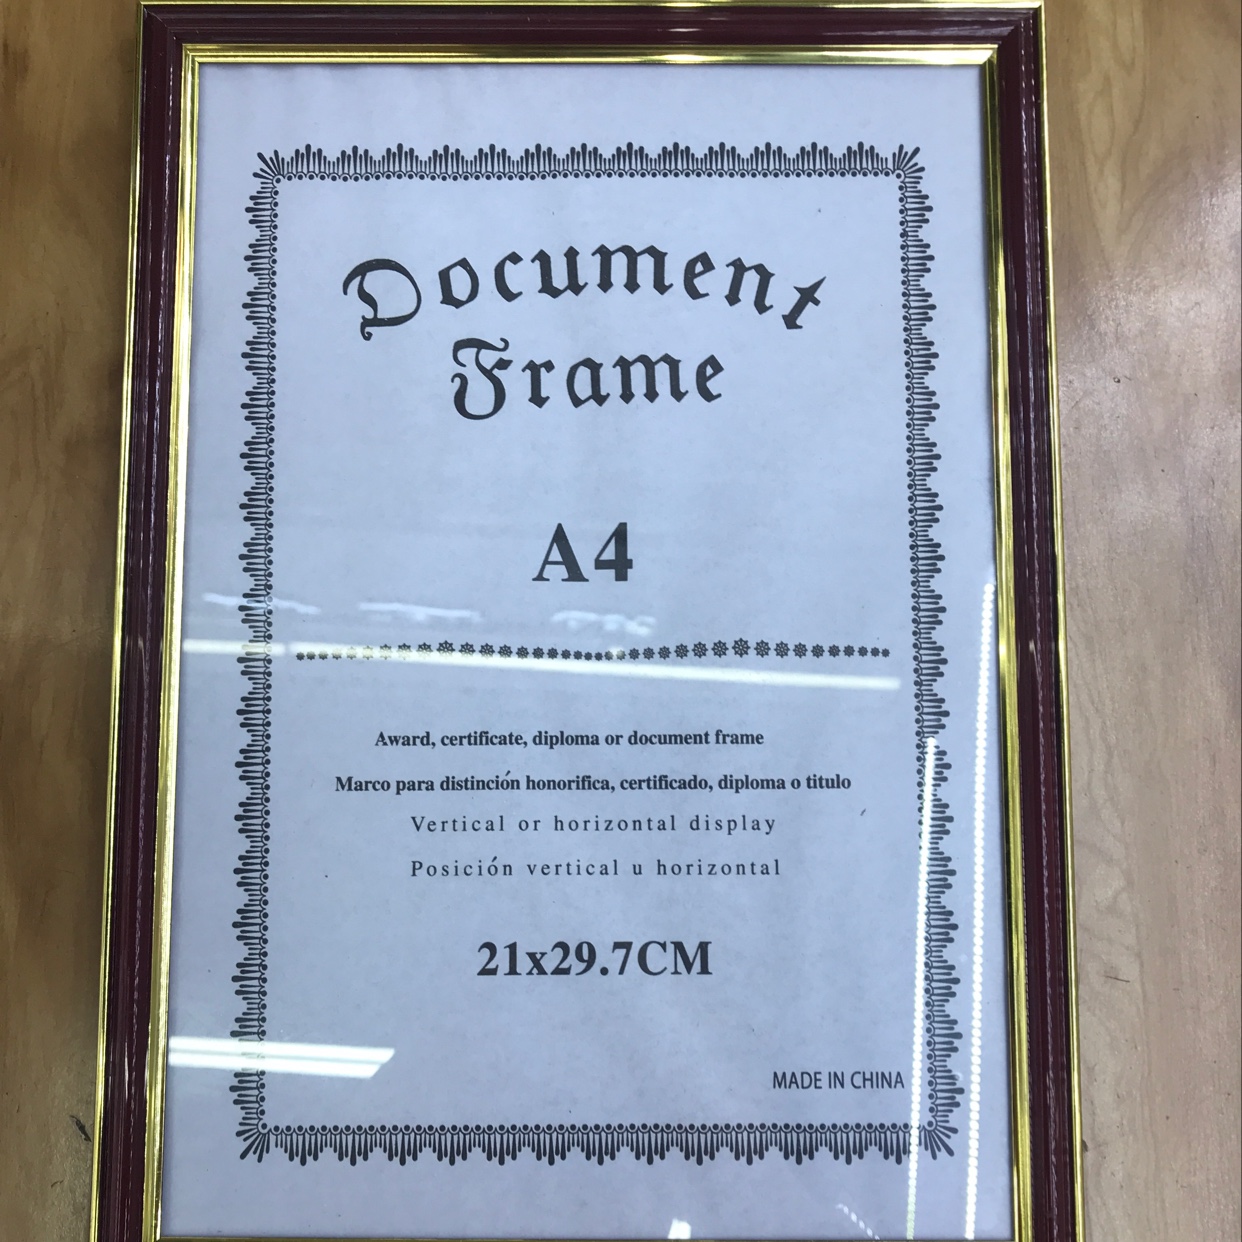 Document
Frame
A4
Award, certificate, diploma or document frame
Marco para distinción honorifica, certificado, diploma o titulo
Vertical or horizontal display
Posición vertical u horizontal
21x29.7CM
MADE IN CHINA